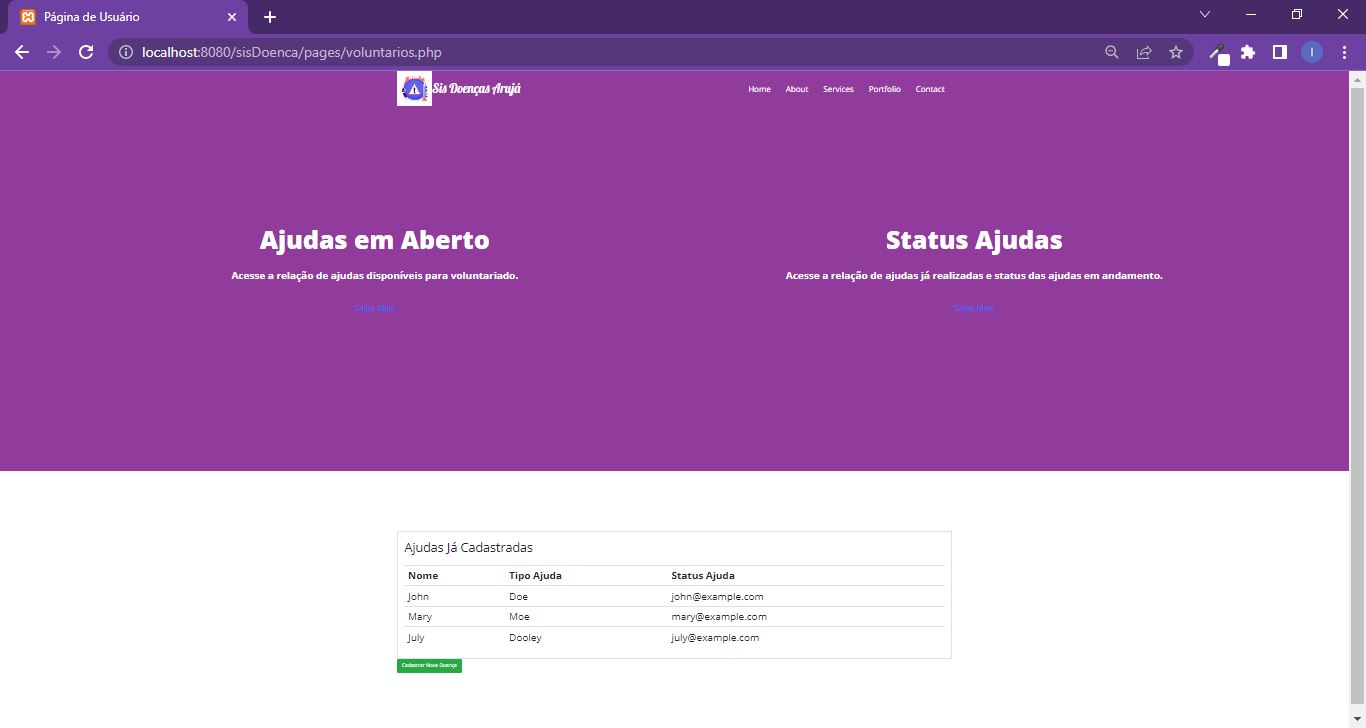 Página de Usuário
localhost:8080/sisDoenca/pages/voluntarios.php
I
Sis Doenças Arujá
Home About Services Portfolio Contact
Ajudas em Aberto
Acesse a relação de ajudas disponíveis para voluntariado.
Saiba Mais
Status Ajudas
Acesse a relação de ajudas já realizadas e status das ajudas em andamento.
Saiba Mais
Ajudas Já Cadastradas
Nome Tipo Ajuda Status Ajuda
John Doe john@example.com
Mary Moe mary@example.com
July Dooley july@example.com
Cadastrar Nova Doença